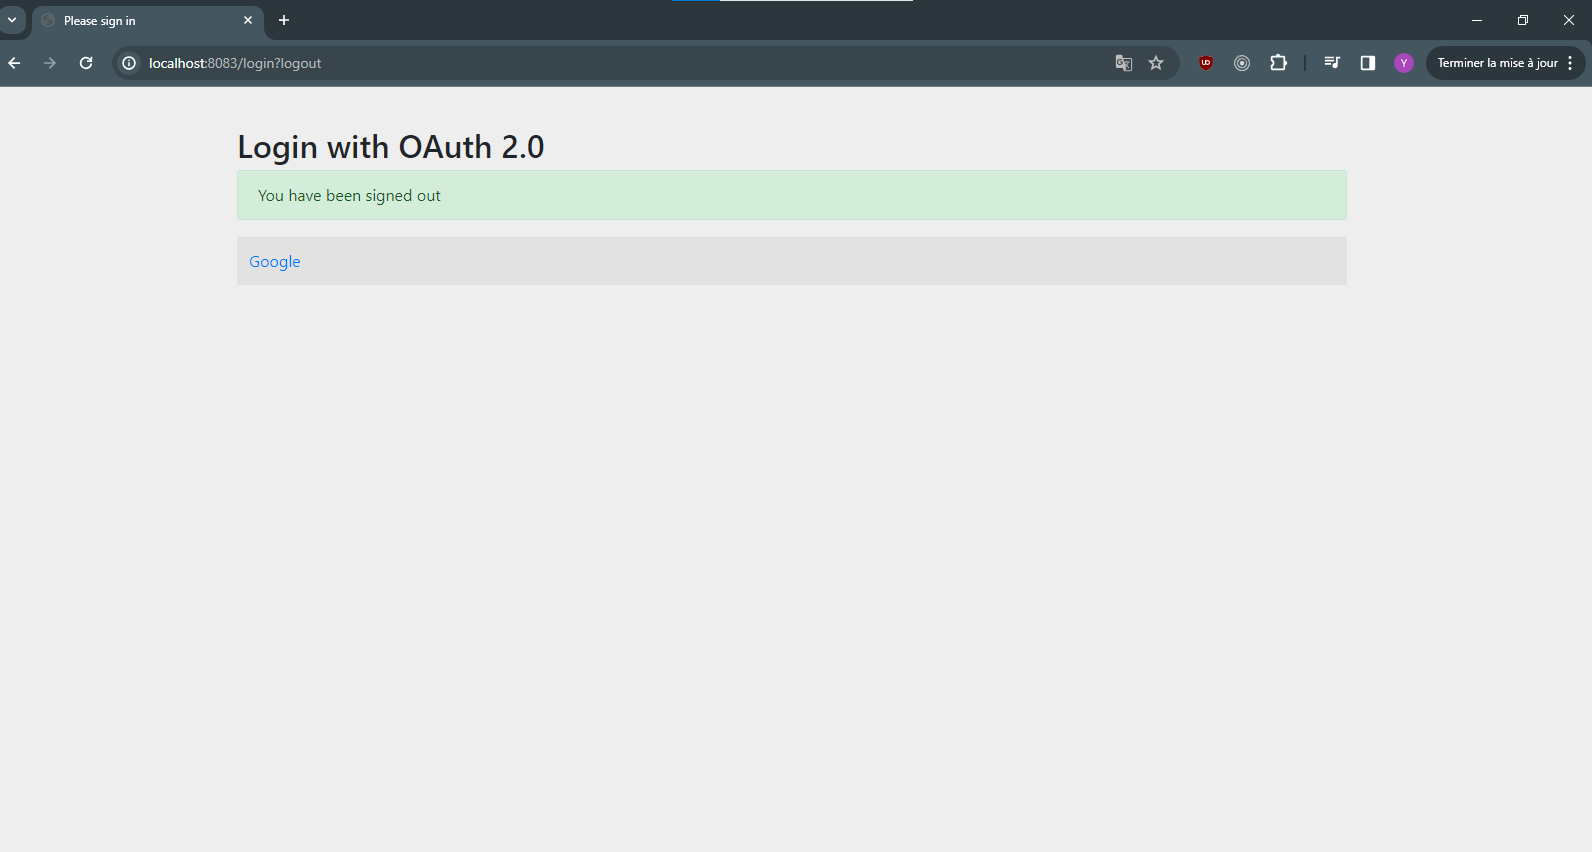 Please sign in
localhost:8083/login?logout
Y
Terminer la mise à jour
Login with OAuth 2.0
You have been signed out
Google